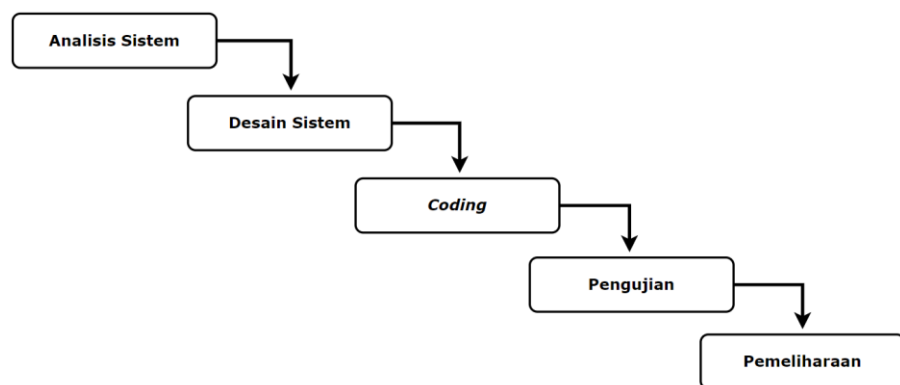 Analisis Sistem
Desain Sistem
Coding
Pengujian
Pemeliharaan